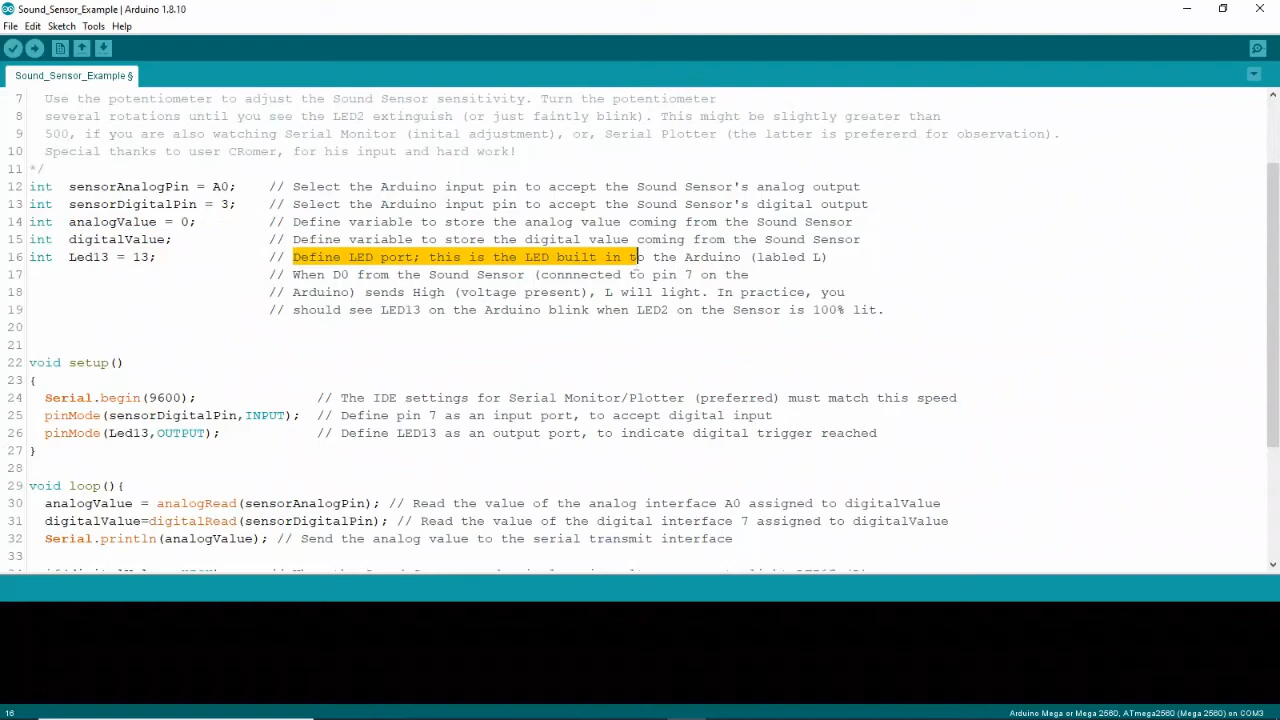 Sound_Sensor_Example | Arduino 1.8.10
File Edit Sketch Tools Help
Sound_Sensor_Example §
7 Use the potentiometer to adjust the Sound Sensor sensitivity. Turn the potentiometer
8 several rotations until you see the LED2 extinguish (or just faintly blink). This might be slightly greater than
9 500, if you are also watching Serial Monitor (inital adjustment), or, Serial Plotter (the latter is prefererd for observation).
10 Special thanks to user CRomer, for his input and hard work!
11 */
12 int sensorAnalogPin = A0; // Select the Arduino input pin to accept the Sound Sensor's analog output
13 int sensorDigitalPin = 3; // Select the Arduino input pin to accept the Sound Sensor's digital output
14 int analogValue = 0; // Define variable to store the analog value coming from the Sound Sensor
15 int digitalValue; // Define variable to store the digital value coming from the Sound Sensor
16 int Led13 = 13; // Define LED port; this is the LED built in to the Arduino (labled L)
17 // When D0 from the Sound Sensor (connnected to pin 7 on the
18 // Arduino) sends High (voltage present), L will light. In practice, you
19 // should see LED13 on the Arduino blink when LED2 on the Sensor is 100% lit.
20
21
22 void setup()
23 {
24 Serial.begin(9600); // The IDE settings for Serial Monitor/Plotter (preferred) must match this speed
25 pinMode(sensorDigitalPin,INPUT); // Define pin 7 as an input port, to accept digital input
26 pinMode(Led13,OUTPUT); // Define LED13 as an output port, to indicate digital trigger reached
27 }
28
29 void loop(){
30 analogValue = analogRead(sensorAnalogPin); // Read the value of the analog interface A0 assigned to digitalValue
31 digitalValue=digitalRead(sensorDigitalPin); // Read the value of the digital interface 7 assigned to digitalValue
32 Serial.println(analogValue); // Send the analog value to the serial transmit interface
33
16 Arduino Mega or Mega 2560, ATmega2560 (Mega 2560) on COM3